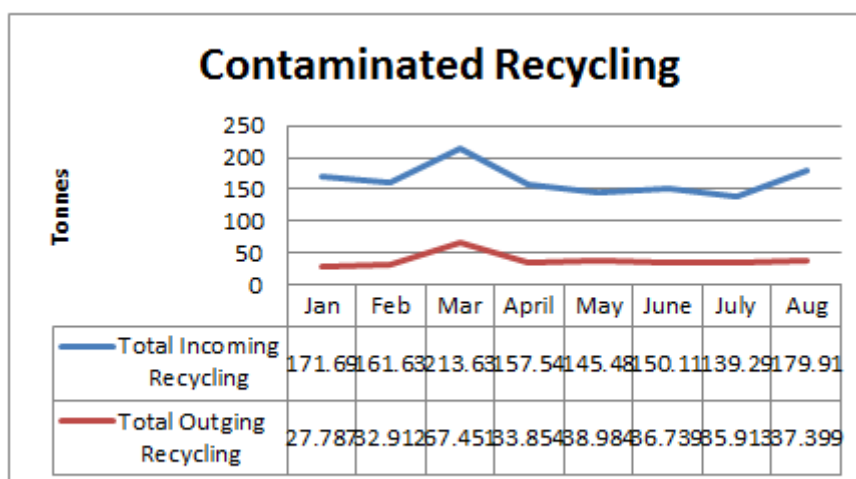 Contaminated Recycling
Tonnes
250
200
150
100
50
0
Jan Feb Mar April May June July Aug
Total Incoming Recycling 171.69 161.63 213.63 157.54 145.48 150.11 139.29 179.91
Total Outging Recycling 27.787 32.912 67.451 33.854 38.984 36.739 35.913 37.399